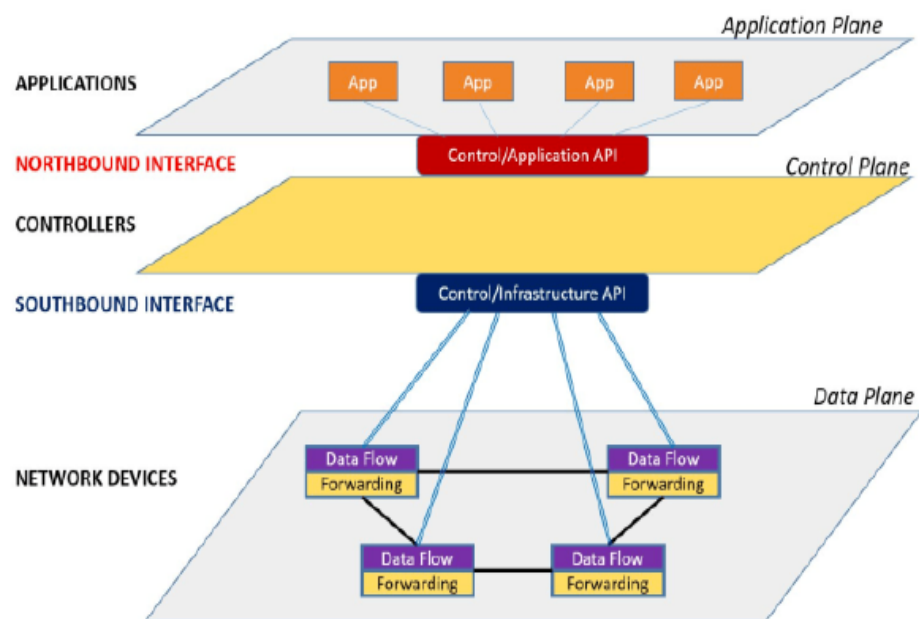 Application Plane
APPLICATIONS
App App App App
NORTHBOUND INTERFACE
Control/Application API
Control Plane
CONTROLLERS
SOUTHBOUND INTERFACE
Control/Infrastructure API
Data Plane
NETWORK DEVICES
Data Flow
Forwarding
Data Flow
Forwarding
Data Flow
Forwarding
Data Flow
Forwarding